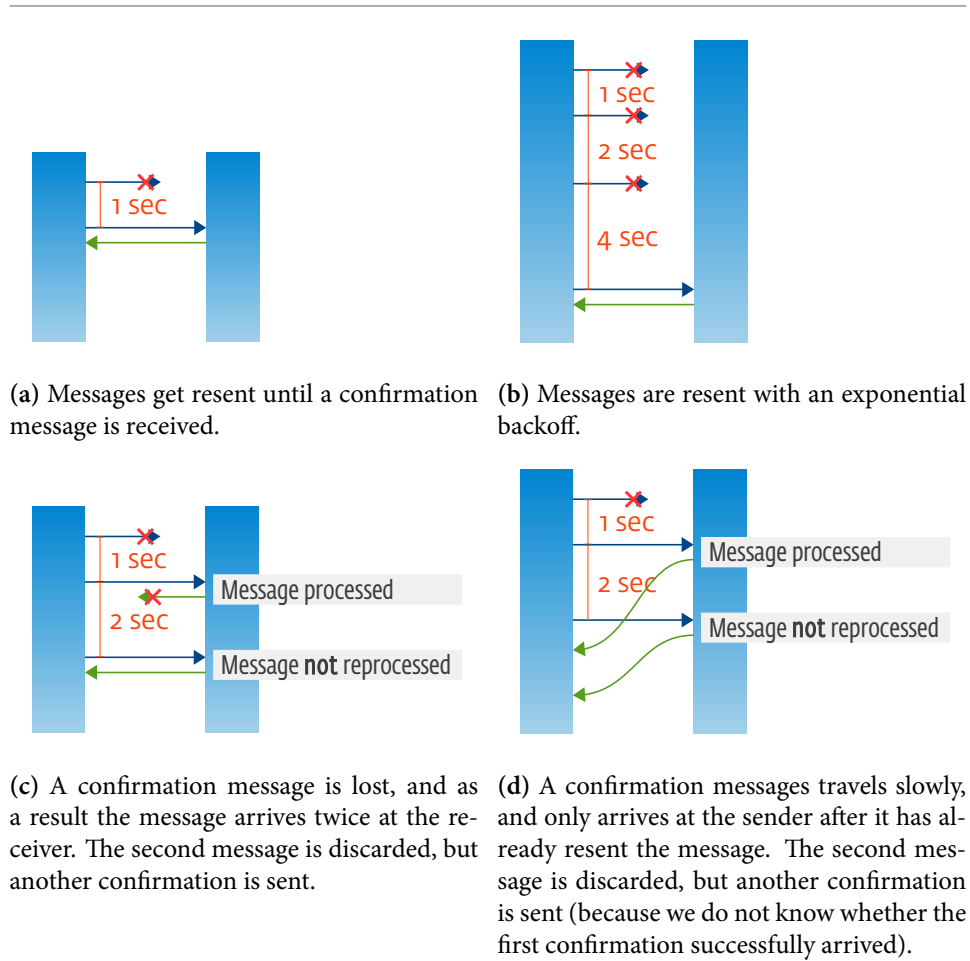 1 sec
1 sec
2 sec
4 sec
(a) Messages get resent until a confirmation
message is received.
(b) Messages are resent with an exponential
backoff.
1 sec
Message processed
2 sec
Message not reprocessed
1 sec
Message processed
2 sec
Message not reprocessed
(c) A confirmation message is lost, and as
a result the message arrives twice at the re-
ceiver. The second message is discarded, but
another confirmation is sent.
(d) A confirmation messages travels slowly,
and only arrives at the sender after it has al-
ready resent the message. The second mes-
sage is discarded, but another confirmation
is sent (because we do not know whether the
first confirmation successfully arrived).